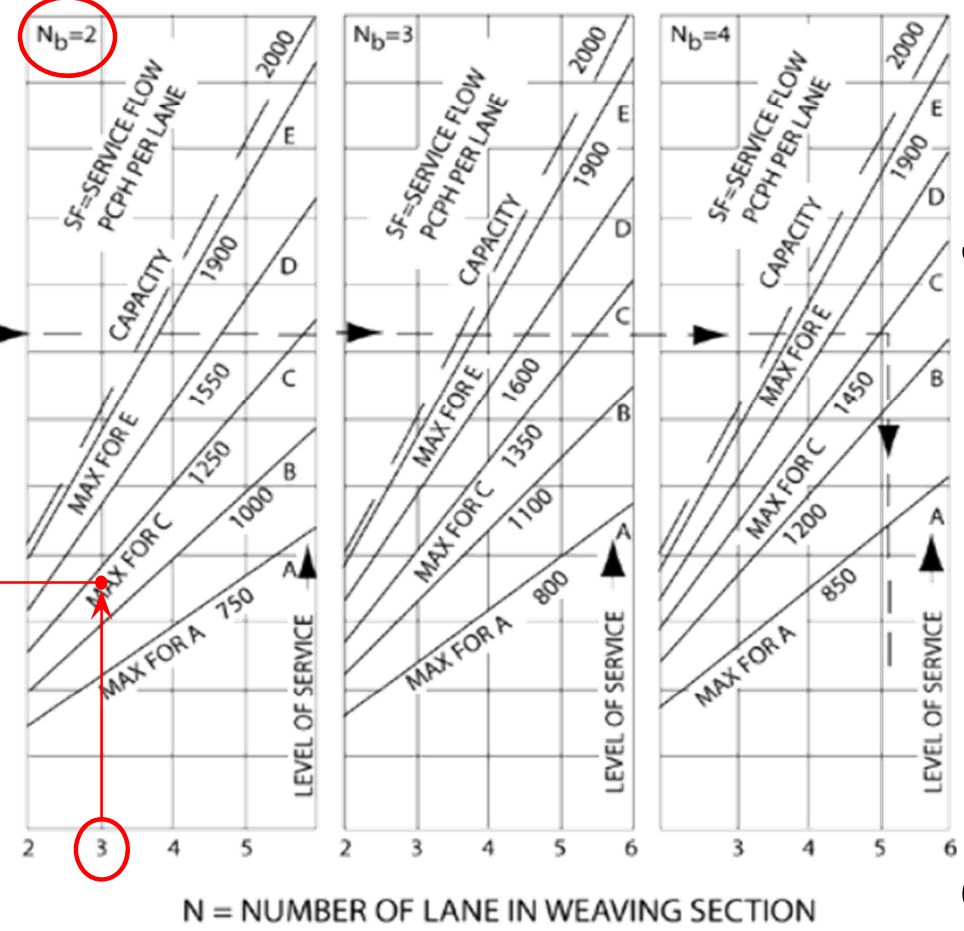 N_b=2
2000
SF=SERVICE FLOW
PCPH PER LANE
E
CAPACITY
1900
D
1550
C
MAX FOR E
1250
B
1000
MAX FOR C
A
750
MAX FOR A
LEVEL OF SERVICE
2 3 4 5
N_b=3
2000
SF=SERVICE FLOW
PCPH PER LANE
E
1900
CAPACITY
D
C
1600
MAX FOR E
B
1350
1100
MAX FOR C
A
800
MAX FOR A
LEVEL OF SERVICE
2 3 4 5 6
N_b=4
2000
SF=SERVICE FLOW
PCPH PER LANE
E
1900
D
CAPACITY
C
MAX FOR E
B
1450
MAX FOR C
1200
A
850
MAX FOR A
LEVEL OF SERVICE
3 4 5 6
N = NUMBER OF LANE IN WEAVING SECTION